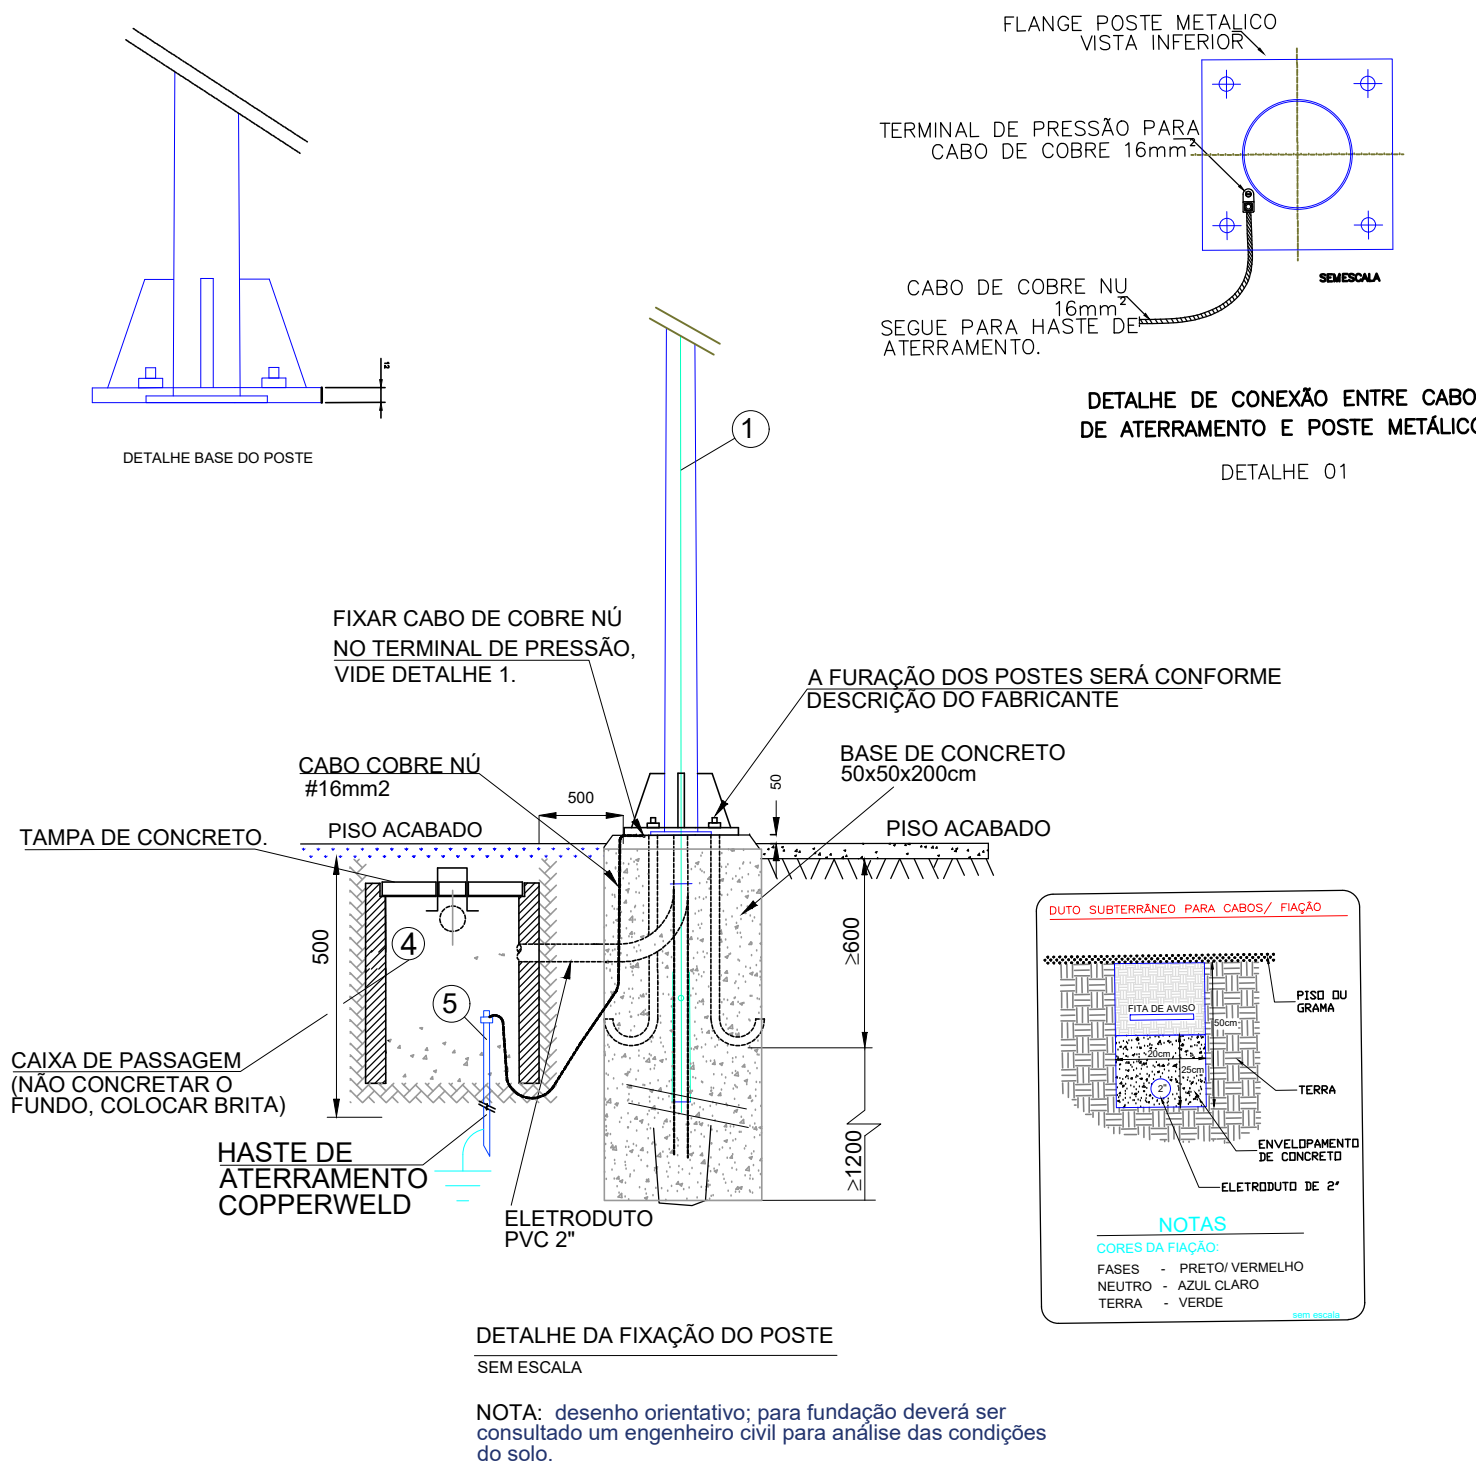 FLANGE POSTE METALICO
VISTA INFERIOR
TERMINAL DE PRESSÃO PARA
CABO DE COBRE 16mm²
SEMESCALA
CABO DE COBRE NU
16mm²
SEGUE PARA HASTE DE
ATERRAMENTO.
DETALHE DE CONEXÃO ENTRE CABO
DE ATERRAMENTO E POSTE METÁLICO
DETALHE 01
12
DETALHE BASE DO POSTE
1
FIXAR CABO DE COBRE NÚ
NO TERMINAL DE PRESSÃO,
VIDE DETALHE 1.
A FURAÇÃO DOS POSTES SERÁ CONFORME
DESCRIÇÃO DO FABRICANTE
CABO COBRE NÚ
#16mm2
BASE DE CONCRETO
50x50x200cm
500
50
TAMPA DE CONCRETO.
PISO ACABADO
PISO ACABADO
500
4
5
≥600
≥1200
CAIXA DE PASSAGEM
(NÃO CONCRETAR O
FUNDO, COLOCAR BRITA)
HASTE DE
ATERRAMENTO
COPPERWELD
ELETRODUTO
PVC 2"
DUTO SUBTERRÂNEO PARA CABOS/ FIAÇÃO
PISO OU
GRAMA
FITA DE AVISO
50cm
20cm
25cm
2"
TERRA
ENVELOPAMENTO
DE CONCRETO
ELETRODUTO DE 2"
NOTAS
CORES DA FIAÇÃO:
FASES - PRETO/ VERMELHO
NEUTRO - AZUL CLARO
TERRA - VERDE
sem escala
DETALHE DA FIXAÇÃO DO POSTE
SEM ESCALA
NOTA: desenho orientativo; para fundação deverá ser
consultado um engenheiro civil para análise das condições
do solo.